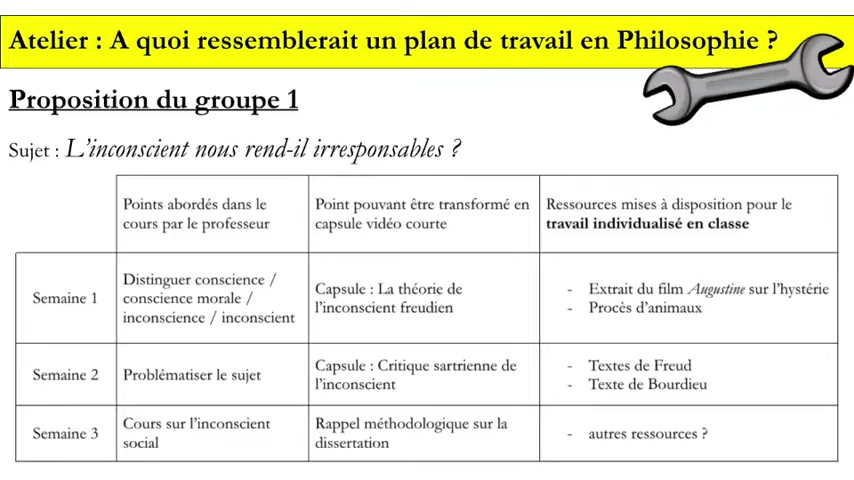 Atelier : A quoi ressemblerait un plan de travail en Philosophie ?
Proposition du groupe 1
Sujet : L'inconscient nous rend-il irresponsables ?
Points abordés dans le
cours par le professeur
Point pouvant être transformé en
capsule vidéo courte
Ressources mises à disposition pour le
travail individualisé en classe
Semaine 1
Distinguer conscience /
conscience morale /
inconscience / inconscient
Capsule : La théorie de
l'inconscient freudien
- Extrait du film Augustine sur l'hystérie
- Procès d'animaux
Semaine 2
Problématiser le sujet
Capsule : Critique sartrienne de
l'inconscient
- Textes de Freud
- Texte de Bourdieu
Semaine 3
Cours sur l'inconscient
social
Rappel méthodologique sur la
dissertation
- autres ressources ?